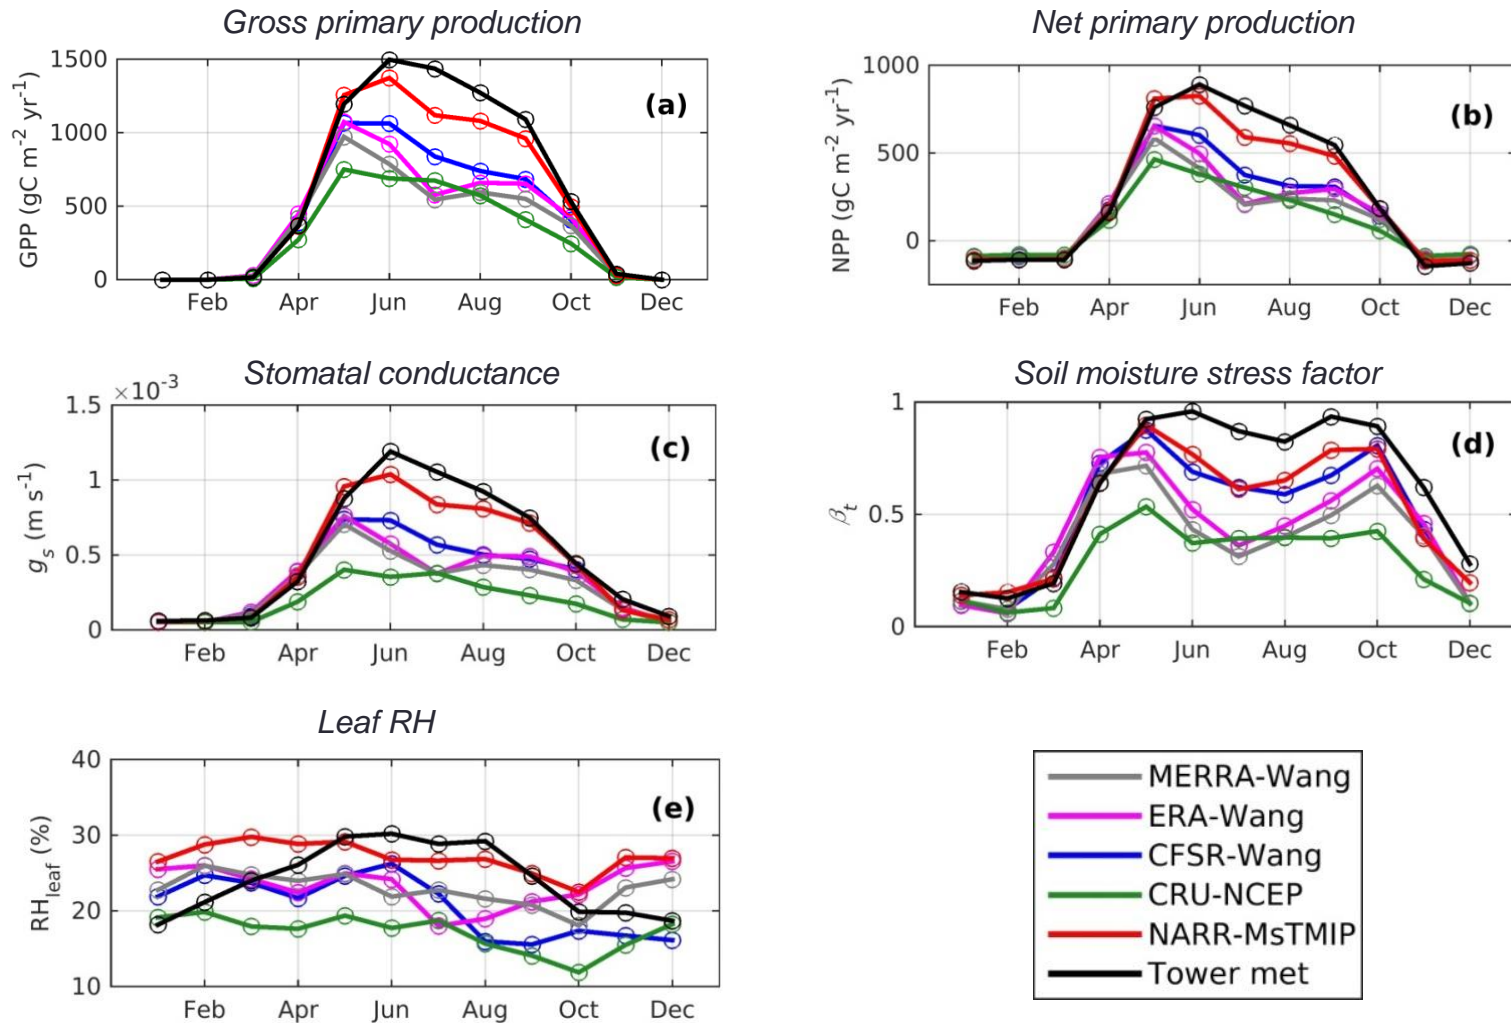 Gross primary production
1500
1000
500
0
GPP (gC m⁻² yr⁻¹)
(a)
Feb Apr Jun Aug Oct Dec
Net primary production
1000
500
0
NPP (gC m⁻² yr⁻¹)
(b)
Feb Apr Jun Aug Oct Dec
Stomatal conductance
×10⁻³
1.5
1
0.5
0
gₛ (m s⁻¹)
(c)
Feb Apr Jun Aug Oct Dec
Soil moisture stress factor
1
0.5
0
βₜ
(d)
Feb Apr Jun Aug Oct Dec
Leaf RH
40
30
20
10
RH_leaf (%)
(e)
Feb Apr Jun Aug Oct Dec
MERRA-Wang
ERA-Wang
CFSR-Wang
CRU-NCEP
NARR-MsTMIP
Tower met